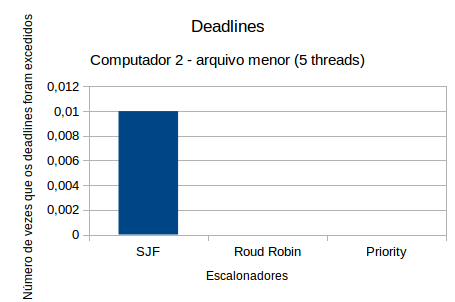 Deadlines
Computador 2 - arquivo menor (5 threads)
Número de vezes que os deadlines foram excedidos
0,012
0,01
0,008
0,006
0,004
0,002
0
SJF
Roud Robin
Priority
Escalonadores